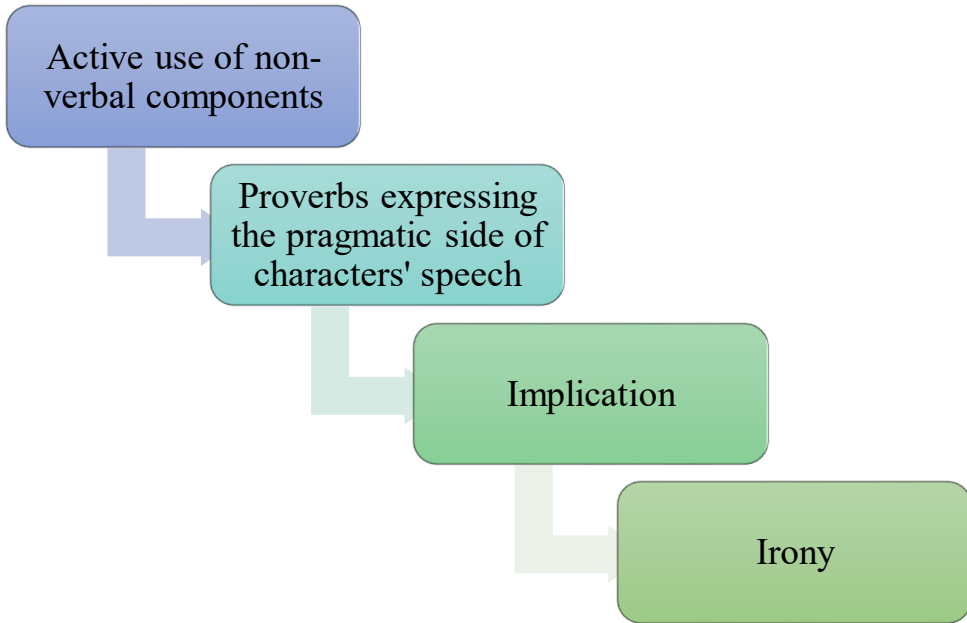 Active use of non-
verbal components
Proverbs expressing
the pragmatic side of
characters' speech
Implication
Irony